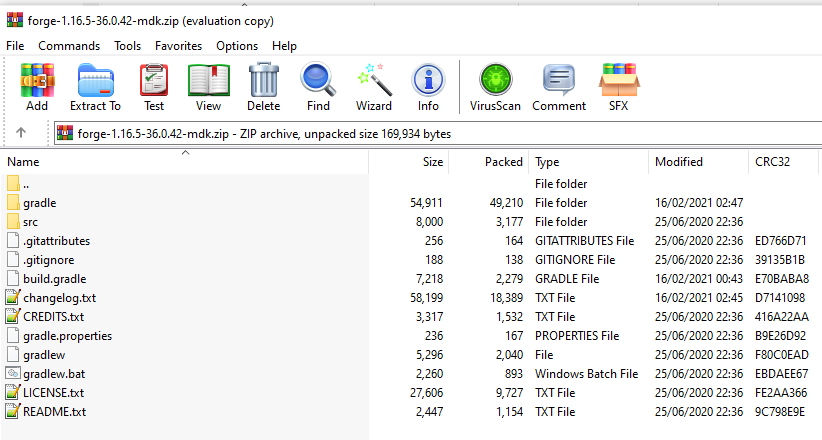 forge-1.16.5-36.0.42-mdk.zip (evaluation copy)
File Commands Tools Favorites Options Help
Add Extract To Test View Delete Find Wizard Info VirusScan Comment SFX
forge-1.16.5-36.0.42-mdk.zip - ZIP archive, unpacked size 169,934 bytes
Name Size Packed Type Modified CRC32
.. File folder
gradle 54,911 49,210 File folder 16/02/2021 02:47
src 8,000 3,177 File folder 25/06/2020 22:36
.gitattributes 256 164 GITATTRIBUTES File 25/06/2020 22:36 ED766D71
.gitignore 188 138 GITIGNORE File 25/06/2020 22:36 39135B1B
build.gradle 7,218 2,279 GRADLE File 16/02/2021 00:43 E70BABA8
changelog.txt 58,199 18,389 TXT File 16/02/2021 02:45 D7141098
CREDITS.txt 3,317 1,532 TXT File 25/06/2020 22:36 416A22AA
gradle.properties 236 167 PROPERTIES File 25/06/2020 22:36 B9E26D92
gradlew 5,296 2,040 File 25/06/2020 22:36 F80C0EAD
gradlew.bat 2,260 893 Windows Batch File 25/06/2020 22:36 EBDAEE67
LICENSE.txt 27,606 9,727 TXT File 25/06/2020 22:36 FE2AA366
README.txt 2,447 1,154 TXT File 25/06/2020 22:36 9C798E9E